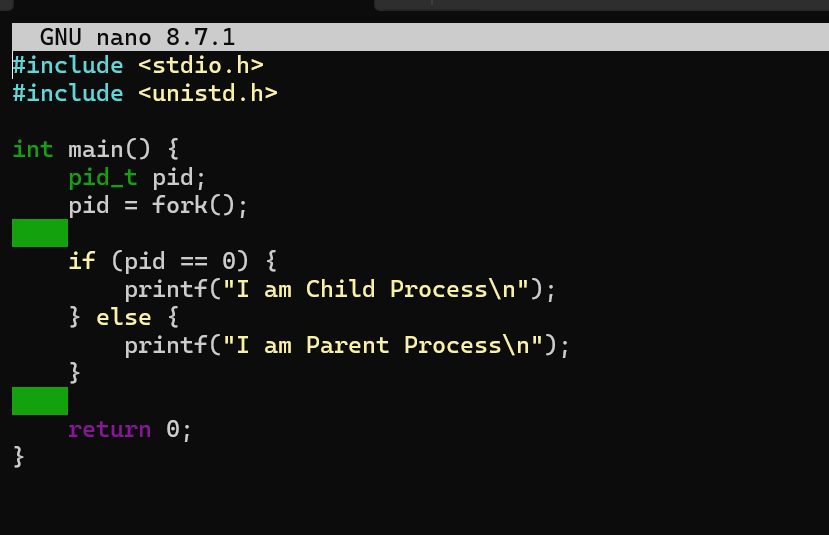 GNU nano 8.7.1
#include <stdio.h>
#include <unistd.h>
int main() {
    pid_t pid;
    pid = fork();
    if (pid == 0) {
        printf("I am Child Process\n");
    } else {
        printf("I am Parent Process\n");
    }
    return 0;
}